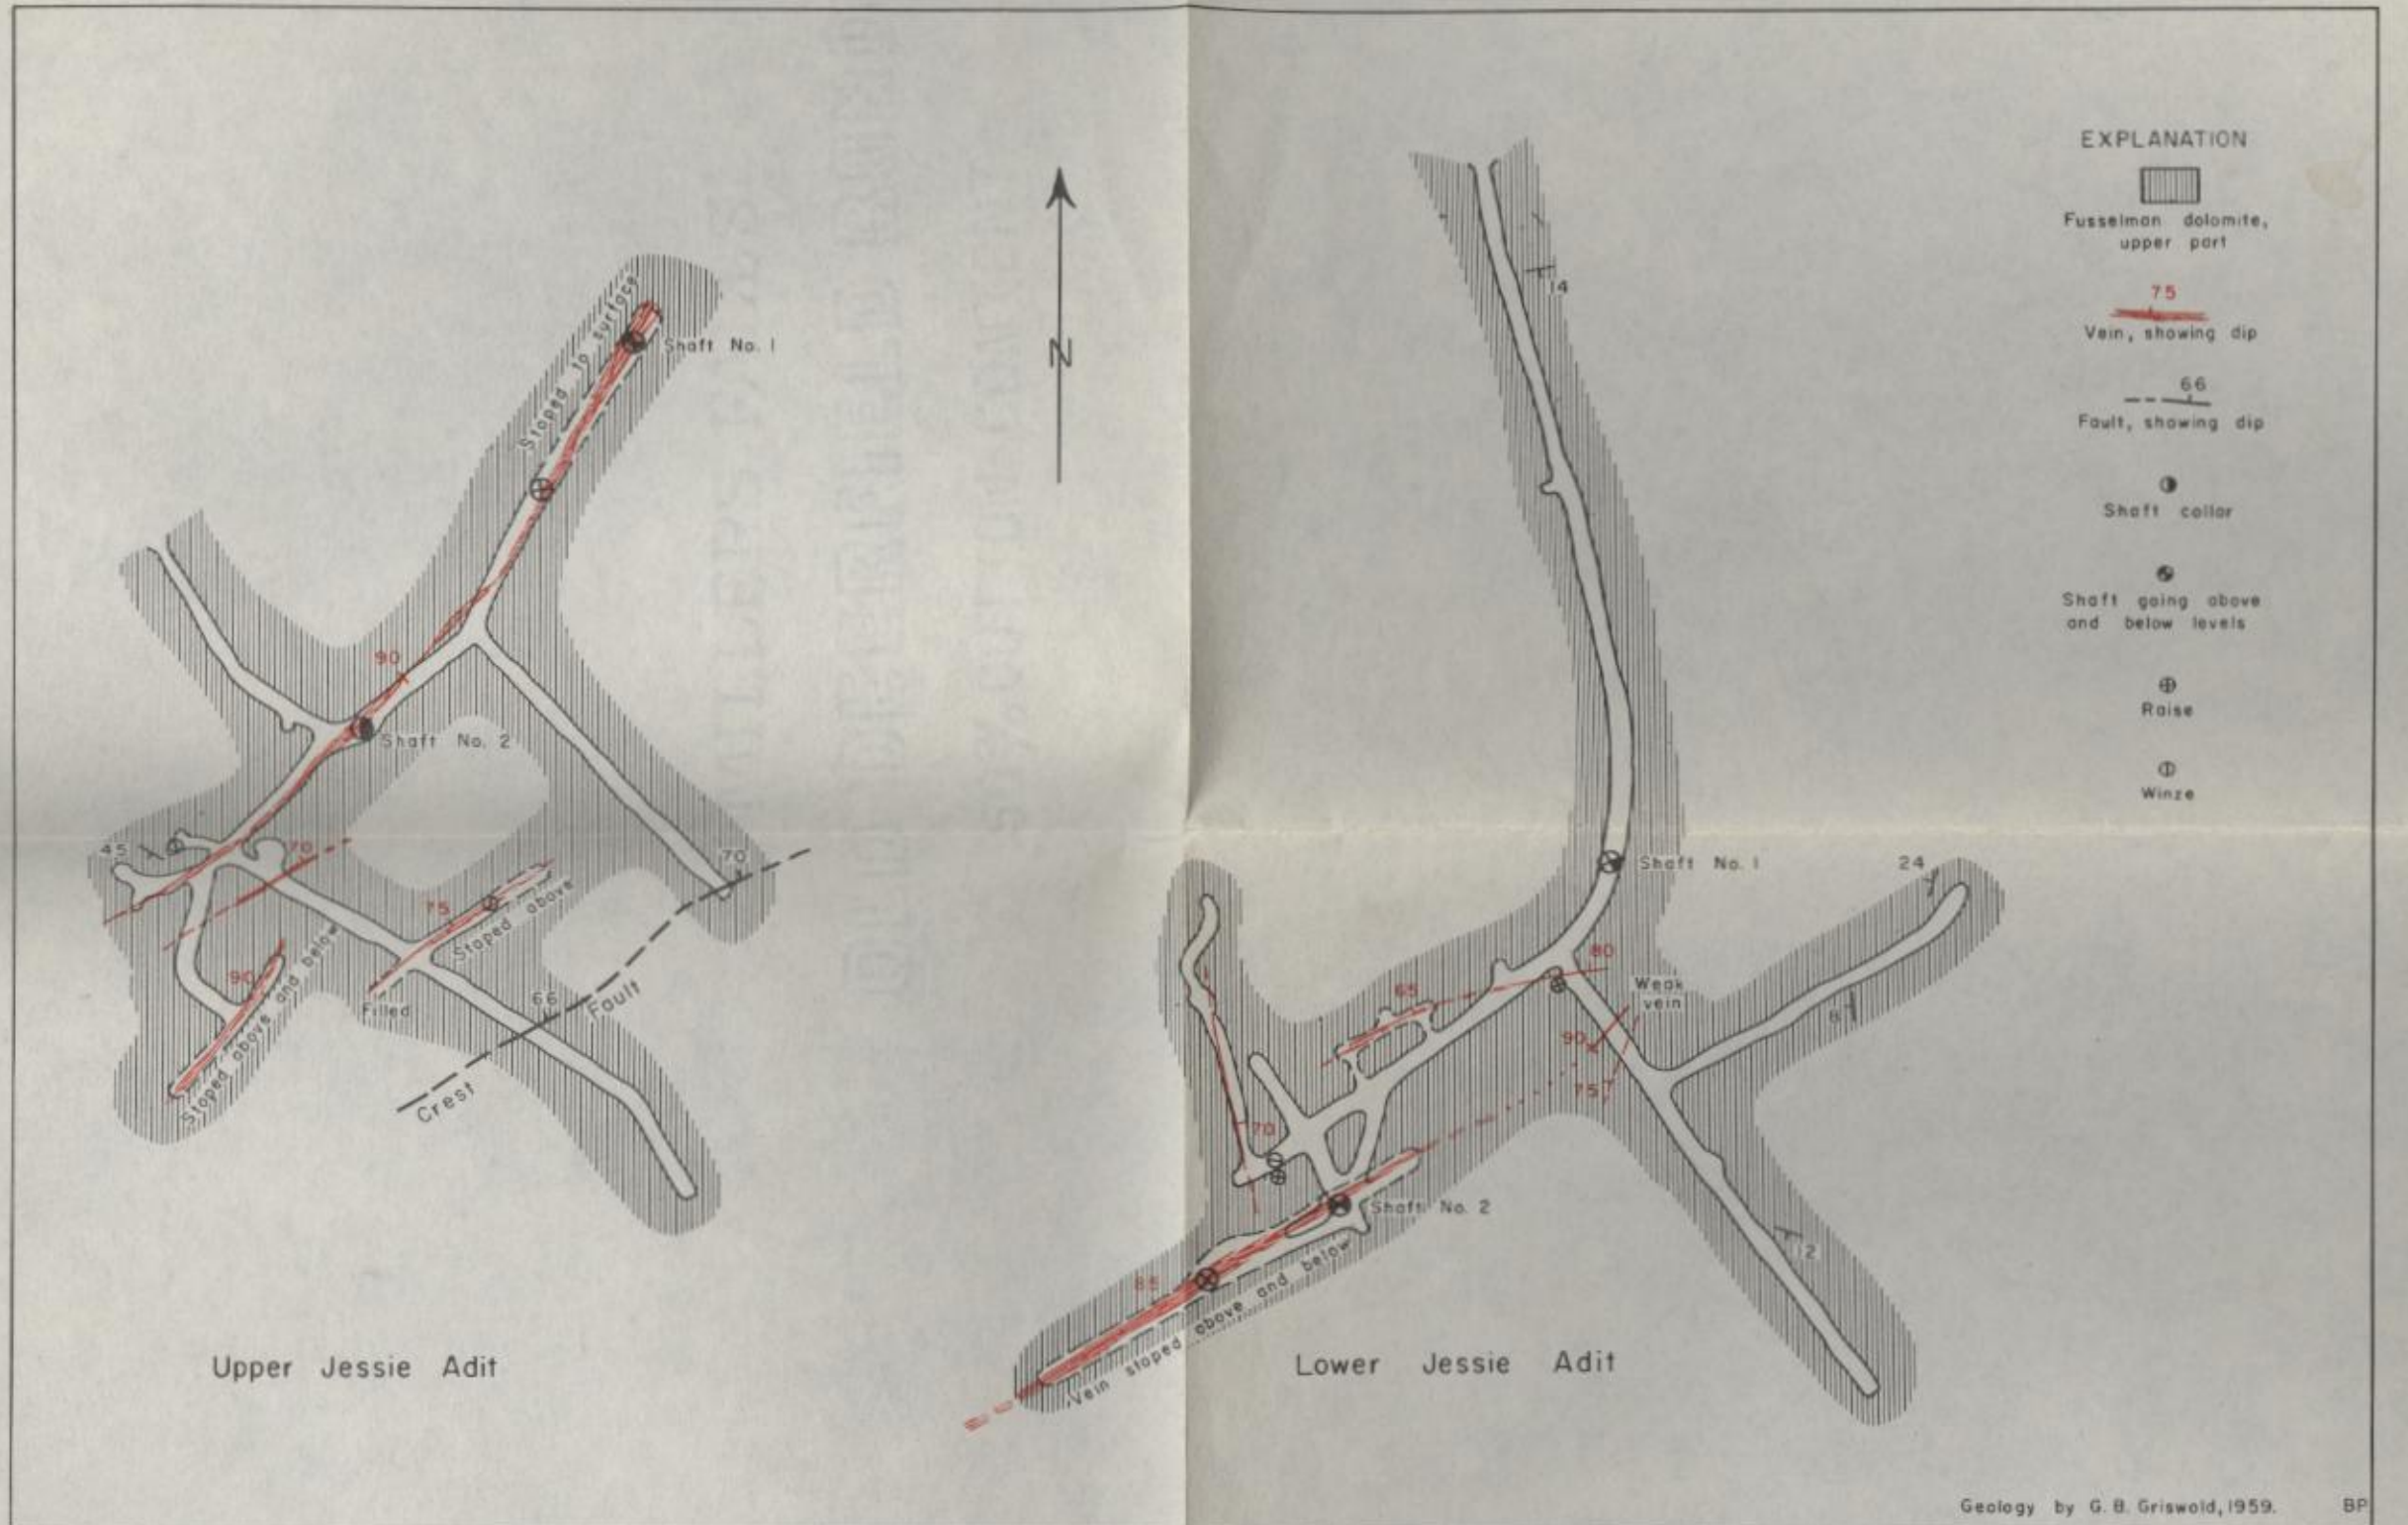 EXPLANATION
Fusselman dolomite,
upper part
75
Vein, showing dip
66
Fault, showing dip
Shaft collar
Shaft going above
and below levels
Raise
Winze
N
Stoped to surface
Shaft No. 1
90
Shaft No. 2
45
70
70
75
Stoped above
90
Stoped above and below
Filled
66
Crest Fault
Upper Jessie Adit
14
Shaft No. 1
24
80
Weak
vein
65
90
75
8
70
Shaft No. 2
12
85
Vein stoped above and below
Lower Jessie Adit
Geology by G. B. Griswold, 1959.
BP